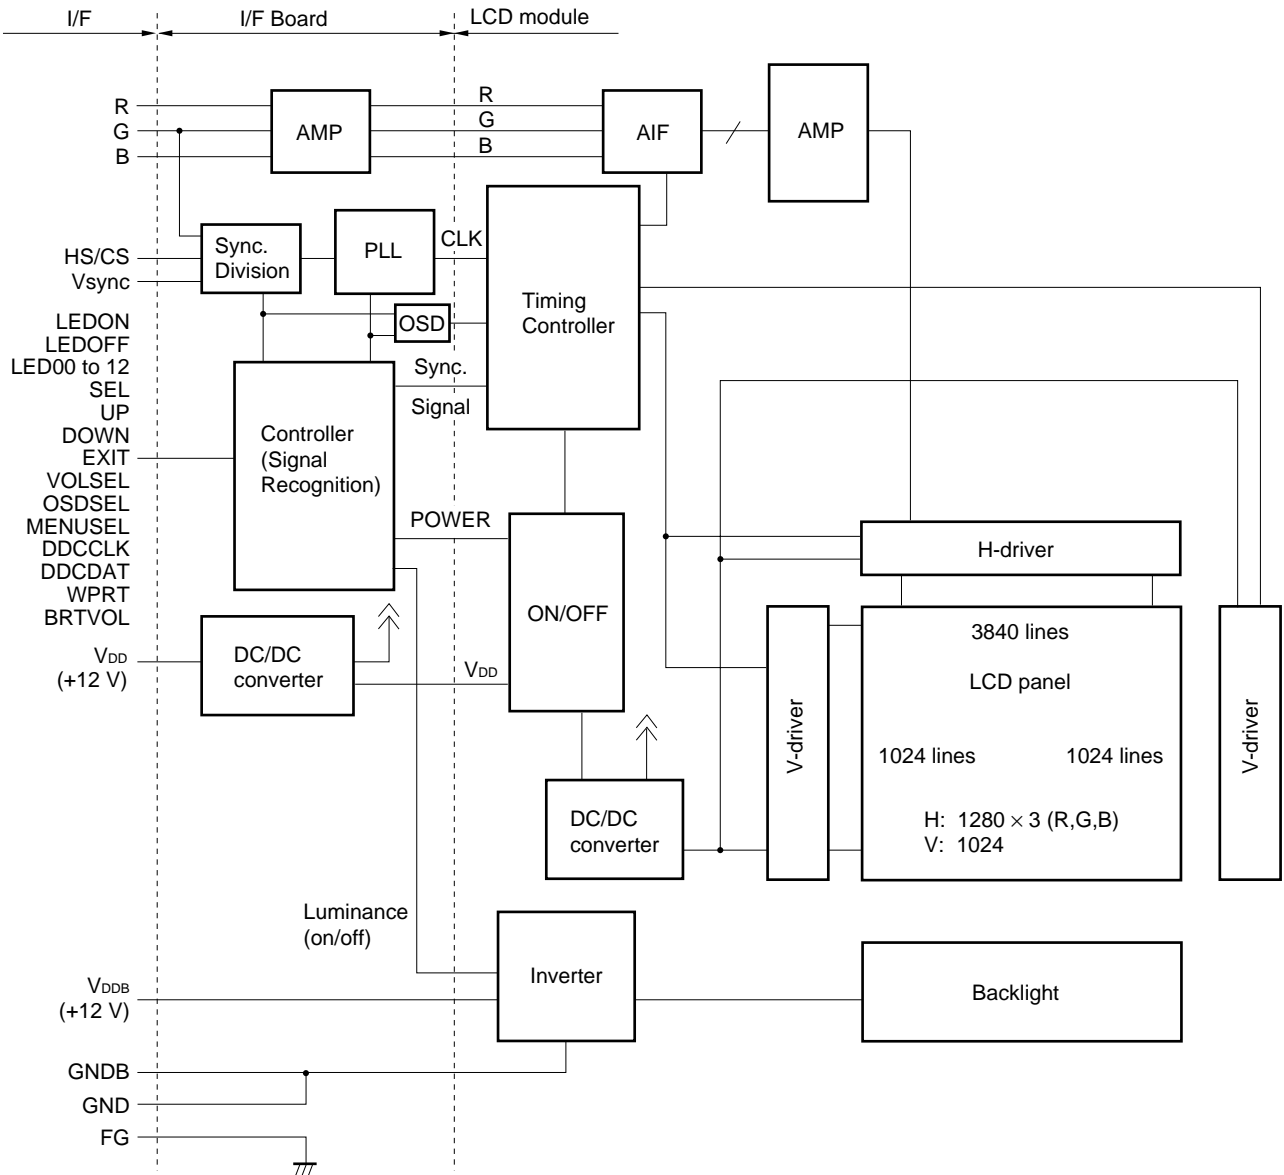 I/F
I/F Board
LCD module
R
G
B
AMP
R
G
B
AIF
AMP
HS/CS
Vsync
Sync.
Division
PLL
CLK
OSD
Timing
Controller
LEDON
LEDOFF
LED00 to 12
SEL
UP
DOWN
EXIT
VOLSEL
OSDSEL
MENUSEL
DDCCLK
DDCDAT
WPRT
BRTVOL
Controller
(Signal
Recognition)
Sync.
Signal
POWER
ON/OFF
H-driver
VDD
(+12 V)
DC/DC
converter
VDD
V-driver
3840 lines
LCD panel
1024 lines
1024 lines
H: 1280 × 3 (R,G,B)
V: 1024
V-driver
DC/DC
converter
Luminance
(on/off)
Inverter
Backlight
VDDB
(+12 V)
GNDB
GND
FG